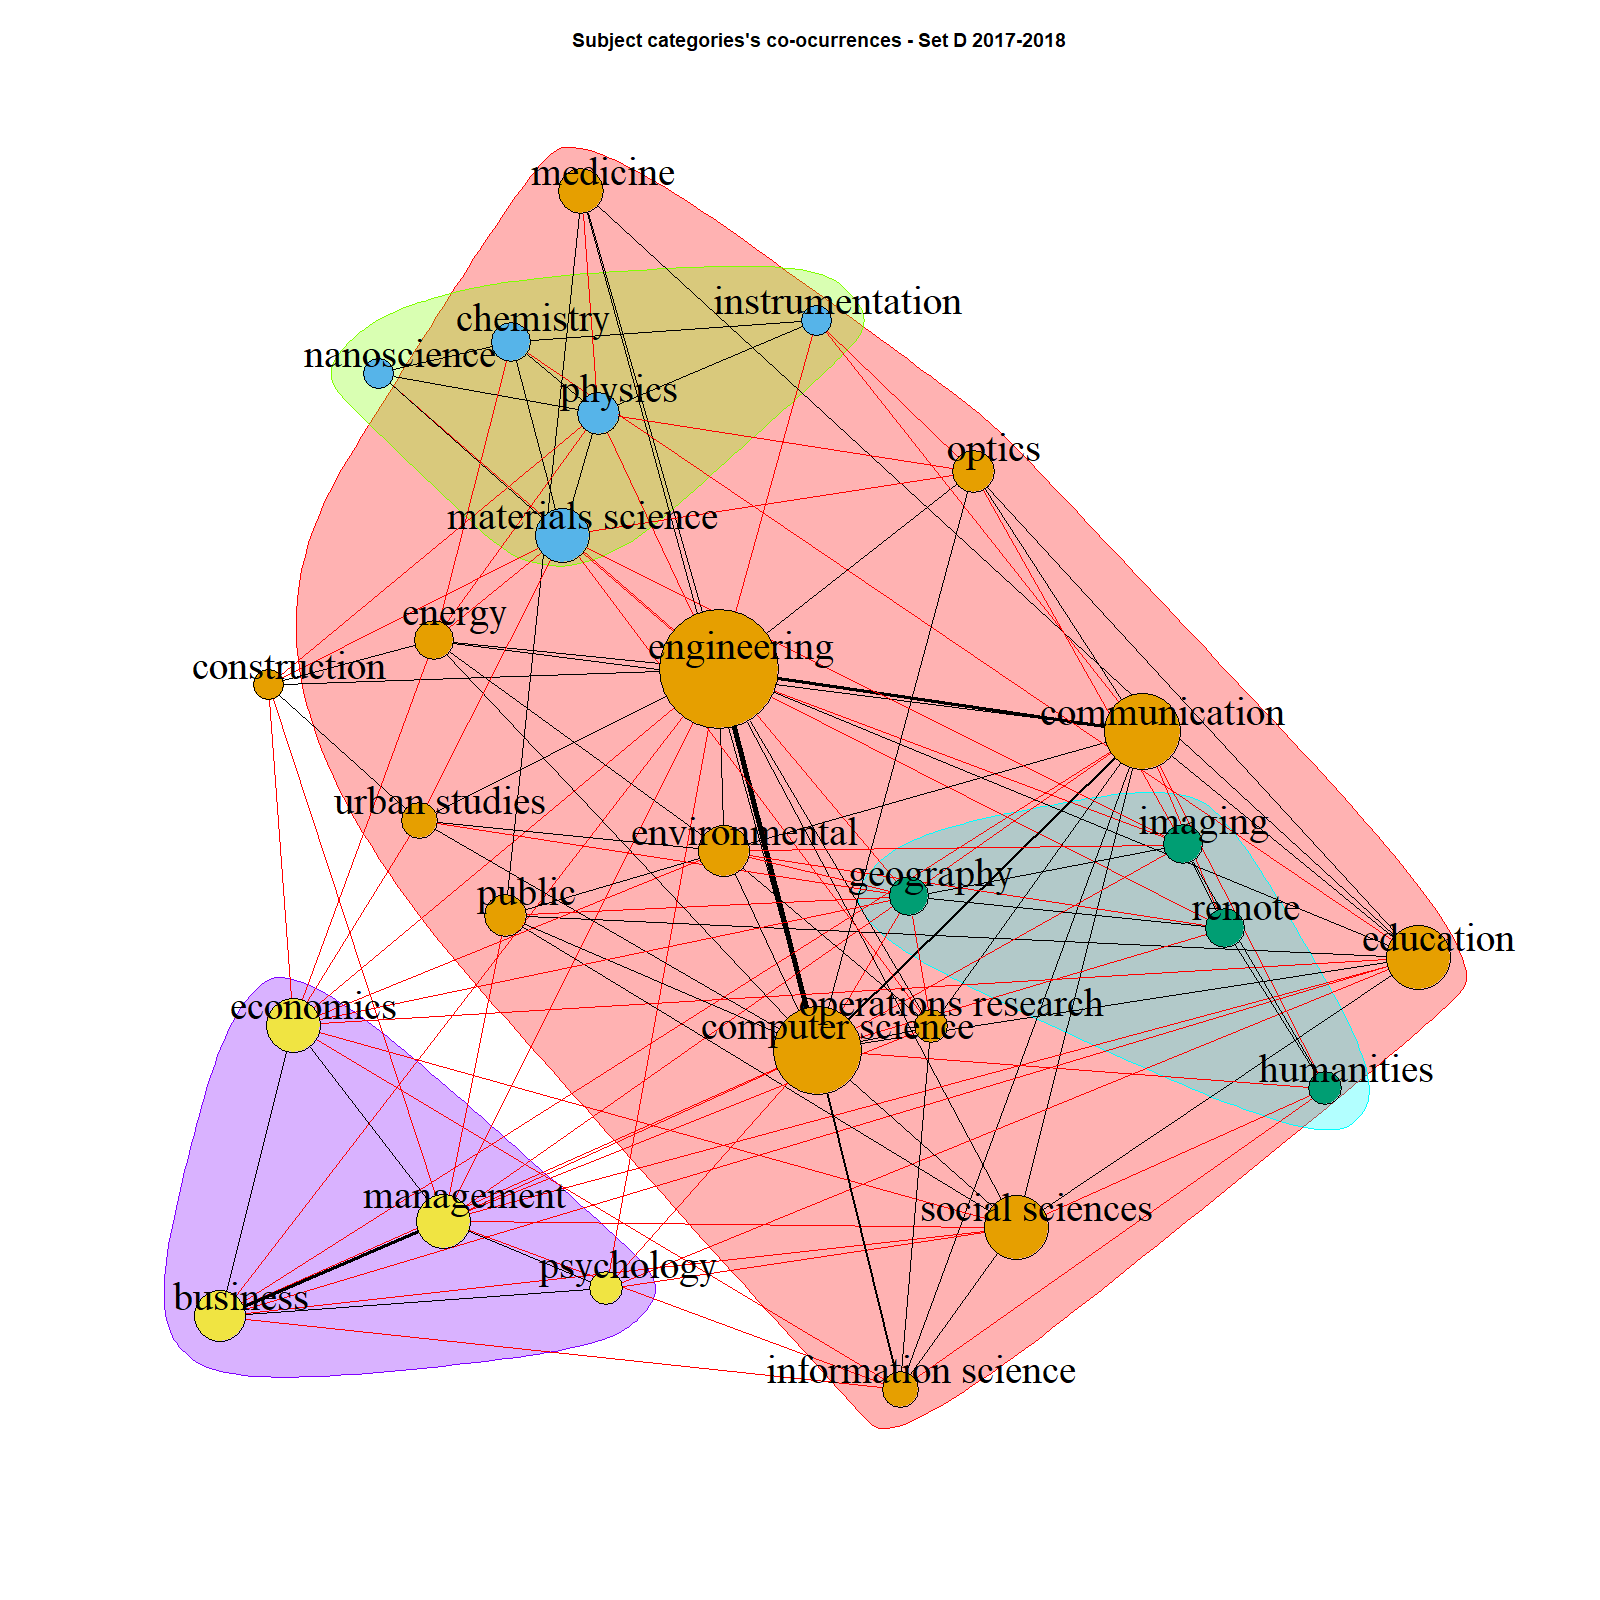 Subject categories's co-ocurrences - Set D 2017-2018
medicine
instrumentation
chemistry
nanoscience
physics
optics
materials science
energy
engineering
construction
communication
urban studies
imaging
environmental
geography
public
remote
education
economics
operations research
computer science
humanities
management
social sciences
psychology
business
information science